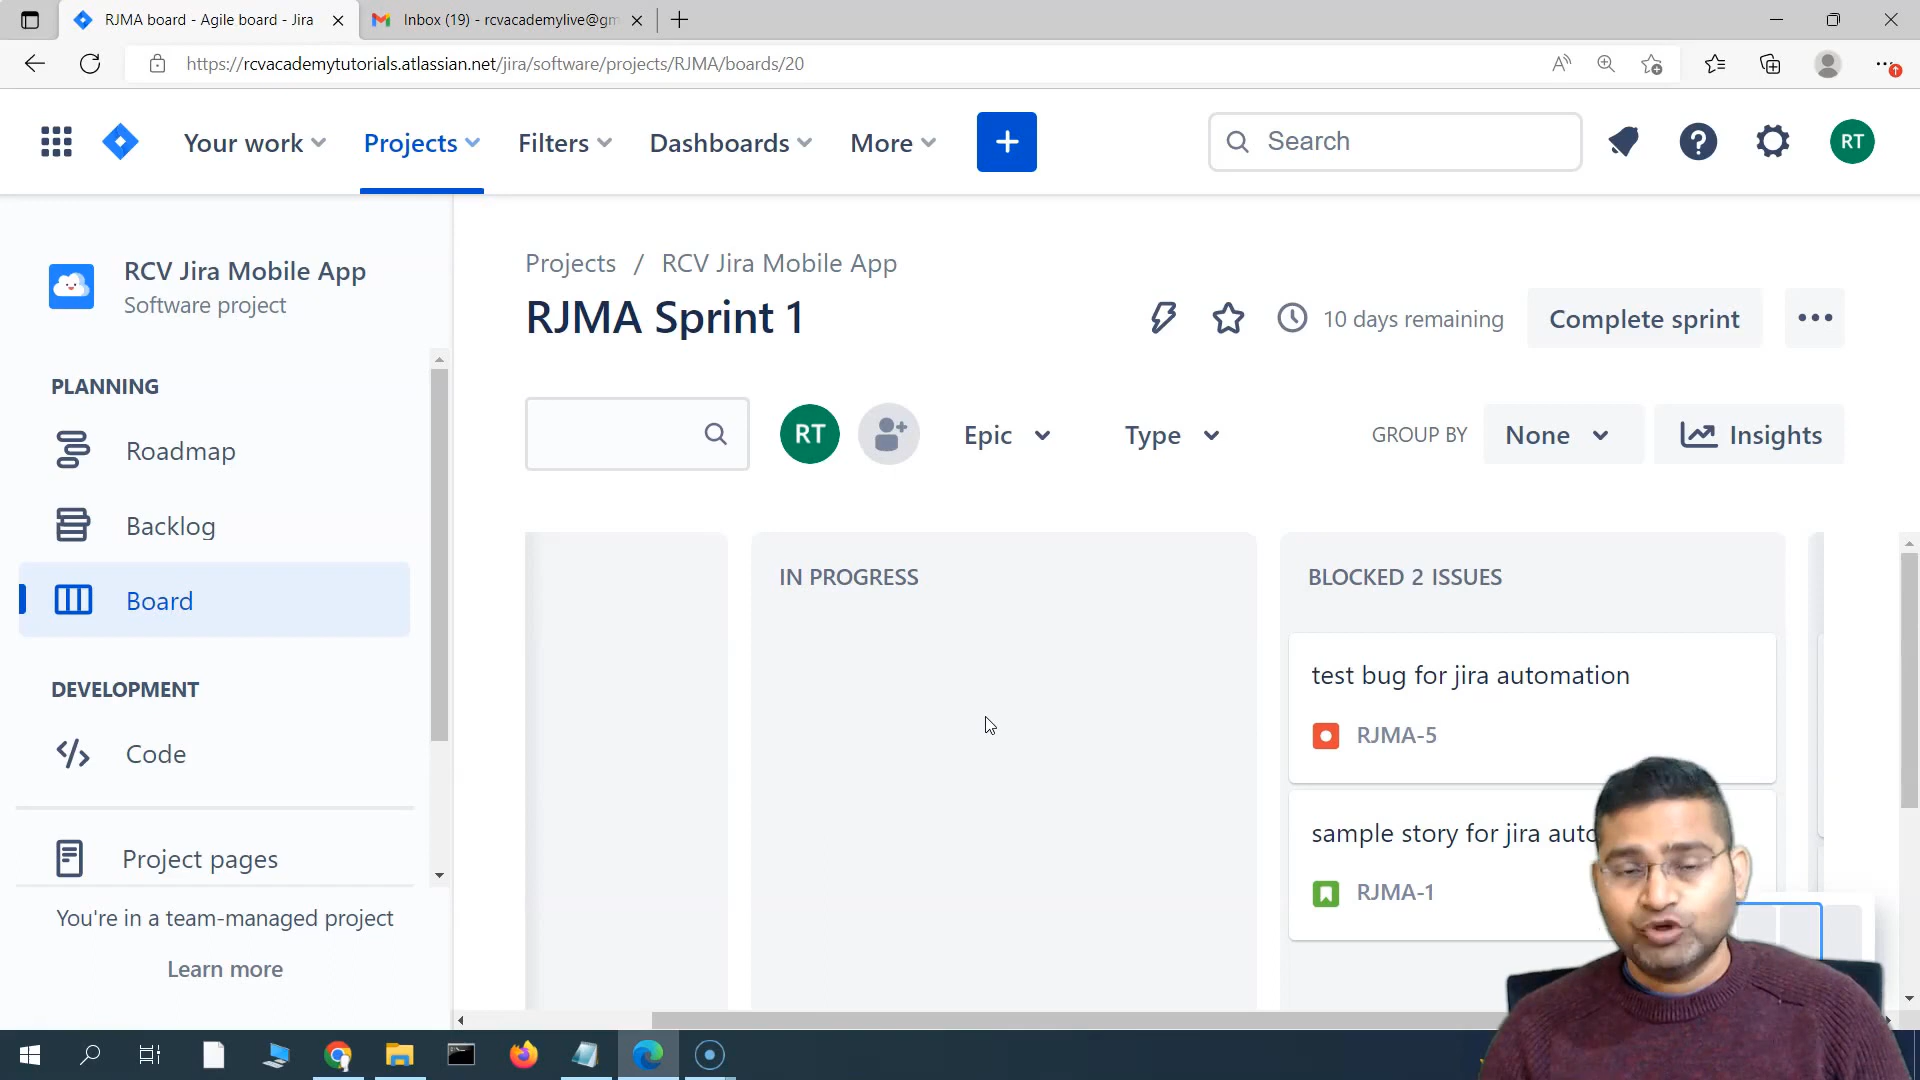 RJMA board - Agile board - Jira
Inbox (19) - rcvacademylive@gm
https://rcvacademytutorials.atlassian.net/jira/software/projects/RJMA/boards/20
Your work
Projects
Filters
Dashboards
More
Search
RT
RCV Jira Mobile App
Software project
PLANNING
Roadmap
Backlog
Board
DEVELOPMENT
Code
Project pages
You're in a team-managed project
Learn more
Projects / RCV Jira Mobile App
RJMA Sprint 1
10 days remaining
Complete sprint
RT
Epic
Type
GROUP BY
None
Insights
IN PROGRESS
BLOCKED 2 ISSUES
test bug for jira automation
RJMA-5
sample story for jira auto
RJMA-1